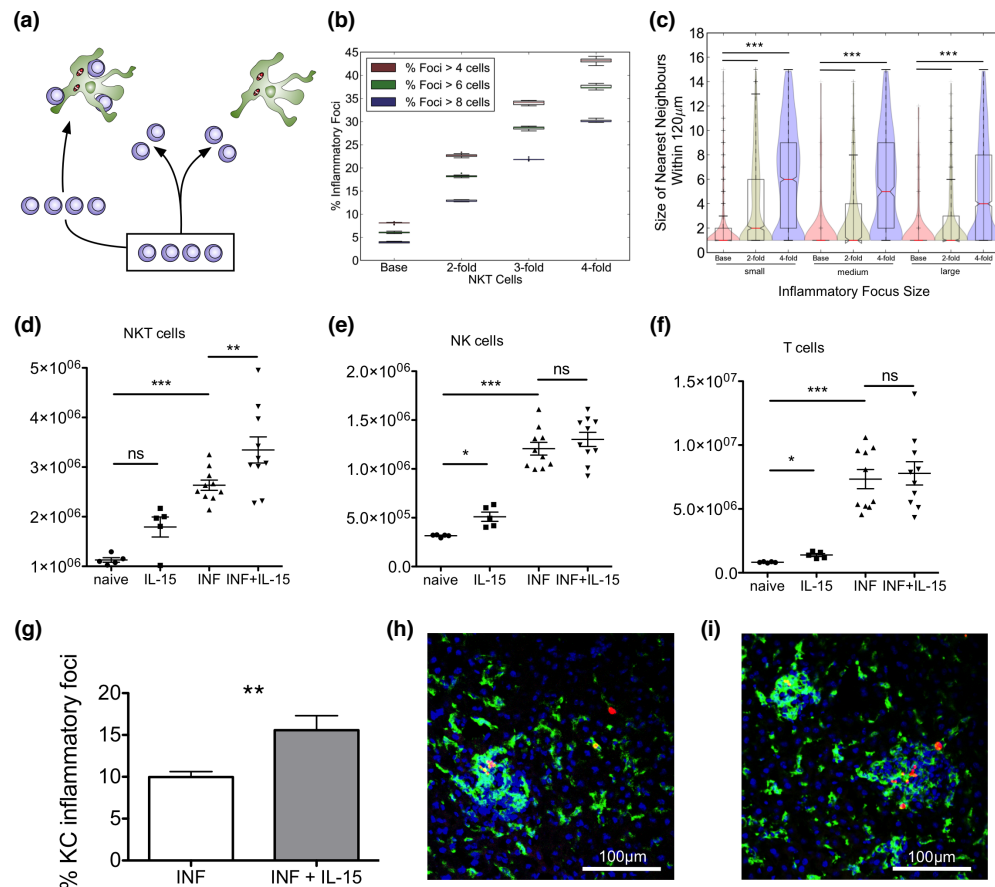 (a)
(b)
45
40
35
30
25
20
15
10
5
0
% Inflammatory Foci
% Foci > 4 cells
% Foci > 6 cells
% Foci > 8 cells
Base 2-fold 3-fold 4-fold
NKT Cells
(c)
18
16
14
12
10
8
6
4
2
0
Size of Nearest Neighbours
Within 120μm
*** *** ***
Base 2-fold 4-fold Base 2-fold 4-fold Base 2-fold 4-fold
small medium large
Inflammatory Focus Size
(d)
NKT cells
5×10⁰⁶
4×10⁰⁶
3×10⁰⁶
2×10⁰⁶
1×10⁰⁶
**
***
ns
naive IL-15 INF INF+IL-15
(e)
NK cells
2.0×10⁰⁶
1.5×10⁰⁶
1.0×10⁰⁶
5.0×10⁰⁵
0.0
ns
***
*
naive IL-15 INF INF+IL-15
(f)
T cells
1.5×10⁰⁷
1.0×10⁰⁷
5.0×10⁰⁶
0.0
ns
***
*
naive IL-15 INF INF+IL-15
(g)
% KC inflammatory foci
20
15
10
5
0
**
INF INF + IL-15
(h)
100μm
(i)
100μm